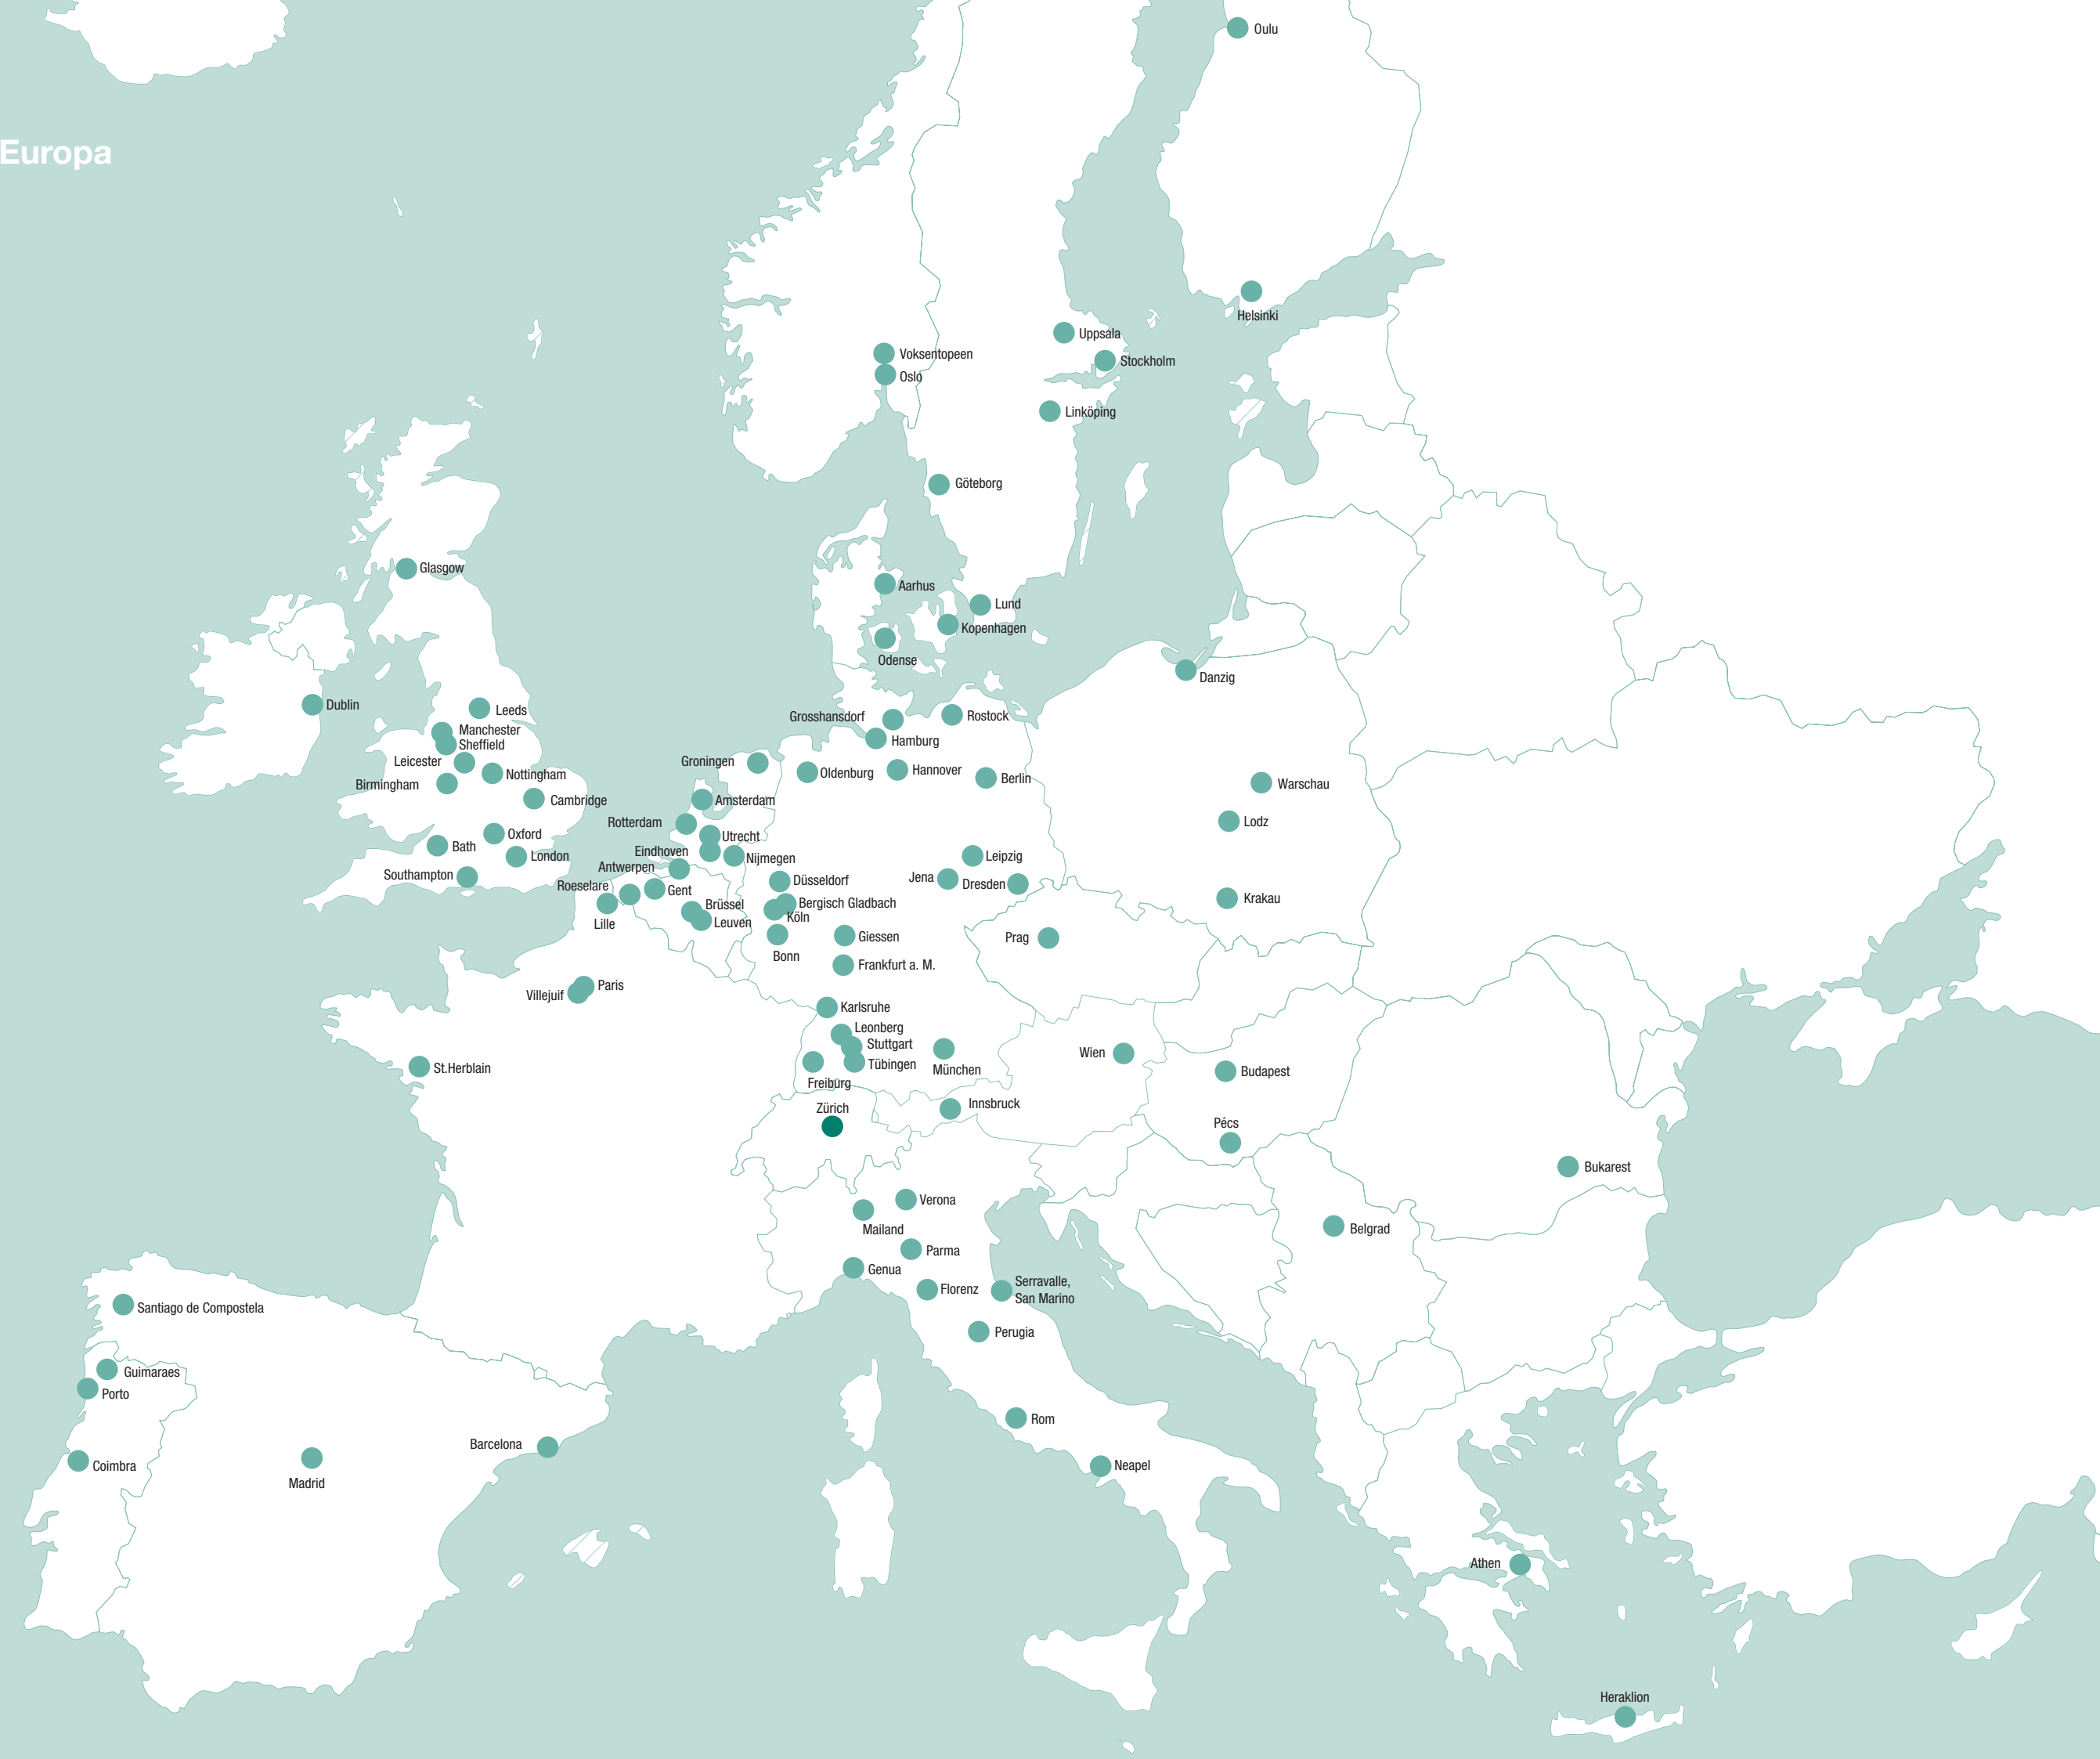 Oulu
Europa
Helsinki
Uppsala
Voksentopeen
Stockholm
Oslo
Linköping
Göteborg
Glasgow
Aarhus
Lund
Kopenhagen
Odense
Danzig
Dublin
Leeds
Grosshansdorf
Rostock
Manchester
Hamburg
Sheffield
Leicester
Groningen
Nottingham
Oldenburg
Hannover
Berlin
Birmingham
Warschau
Cambridge
Amsterdam
Rotterdam
Lodz
Oxford
Utrecht
Bath
Eindhoven
London
Nijmegen
Leipzig
Antwerpen
Southampton
Jena
Düsseldorf
Dresden
Roeselare
Gent
Krakau
Brüssel
Bergisch Gladbach
Köln
Lille
Leuven
Giessen
Prag
Bonn
Frankfurt a. M.
Paris
Villejuif
Karlsruhe
Leonberg
Stuttgart
Wien
Tübingen
St.Herblain
München
Budapest
Freiburg
Innsbruck
Zürich
Pécs
Bukarest
Verona
Mailand
Belgrad
Parma
Genua
Serravalle,
San Marino
Florenz
Santiago de Compostela
Perugia
Guimaraes
Porto
Rom
Barcelona
Coimbra
Neapel
Madrid
Athen
Heraklion